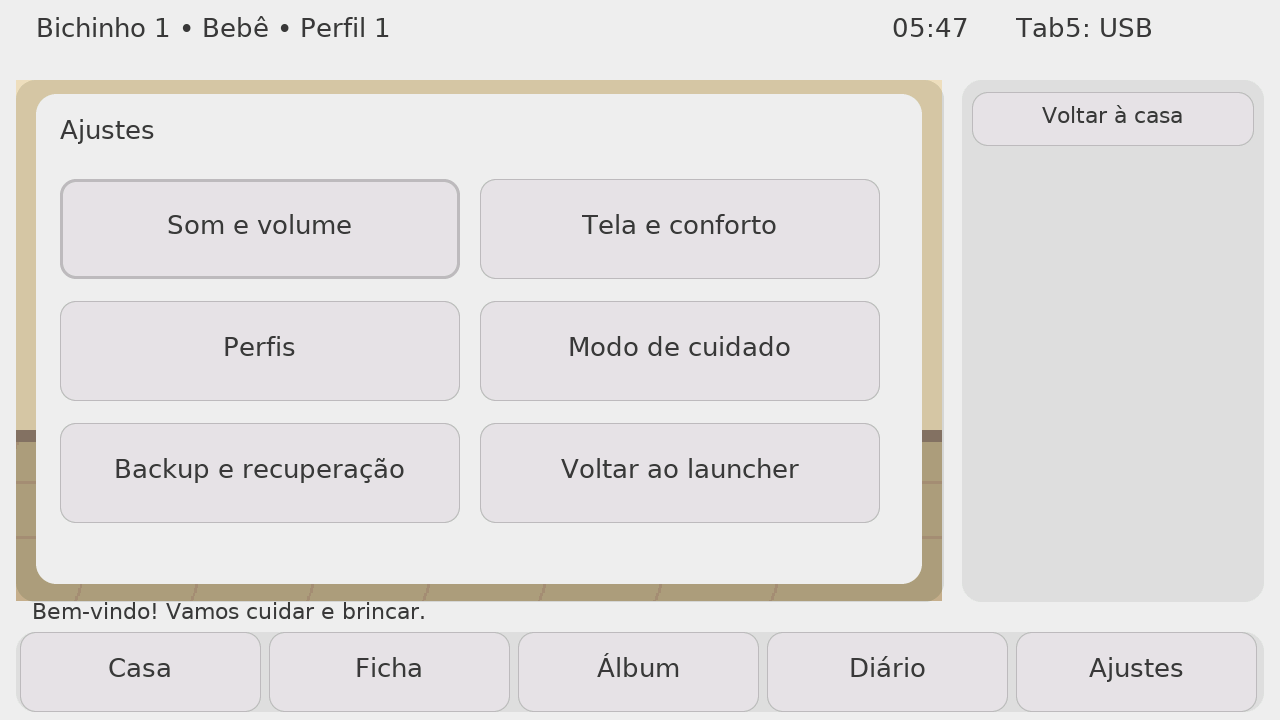 Bichinho 1 • Bebê • Perfil 1
05:47
Tab5: USB
Ajustes
Voltar à casa
Som e volume
Tela e conforto
Perfis
Modo de cuidado
Backup e recuperação
Voltar ao launcher
Bem-vindo! Vamos cuidar e brincar.
Casa
Ficha
Álbum
Diário
Ajustes